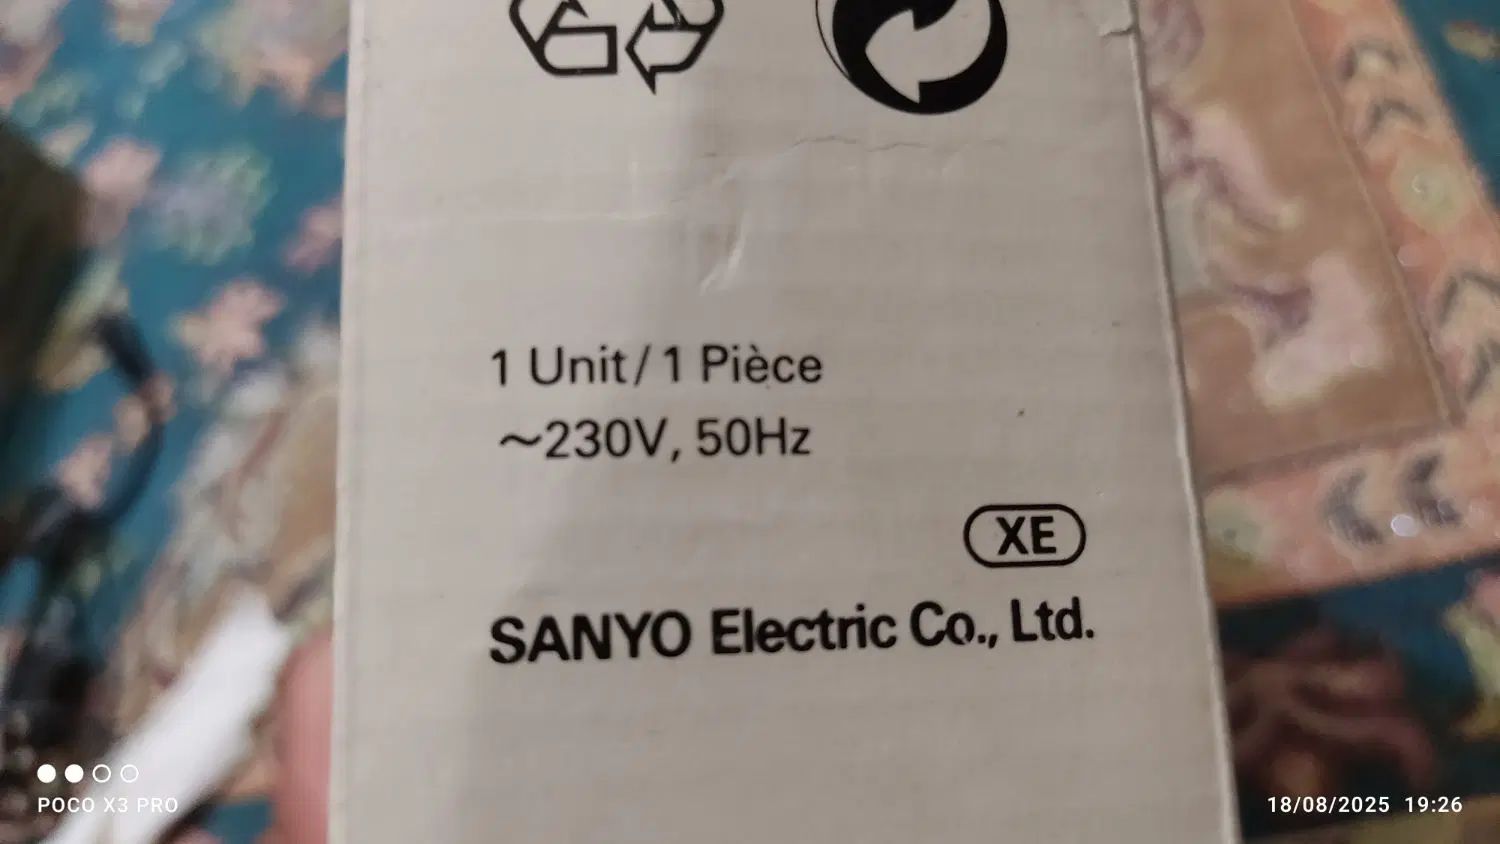 1 Unit / 1 Pièce
~230V, 50Hz
XE
SANYO Electric Co., Ltd.
POCO X3 PRO
18/08/2025 19:26